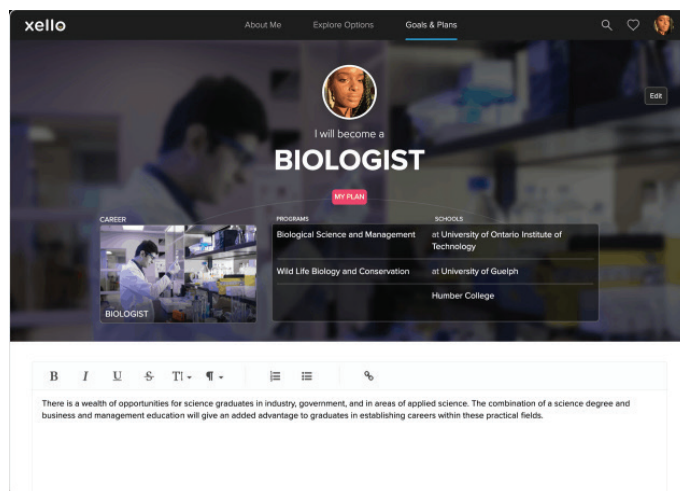 xello
About Me
Explore Options
Goals & Plans
Edit
I will become a
BIOLOGIST
MY PLAN
CAREER
BIOLOGIST
PROGRAMS
SCHOOLS
Biological Science and Management
at University of Ontario Institute of
Technology
Wild Life Biology and Conservation
at University of Guelph
Humber College
B I U S TI ¶
There is a wealth of opportunities for science graduates in industry, government, and in areas of applied science. The combination of a science degree and
business and management education will give an added advantage to graduates in establishing careers within these practical fields.